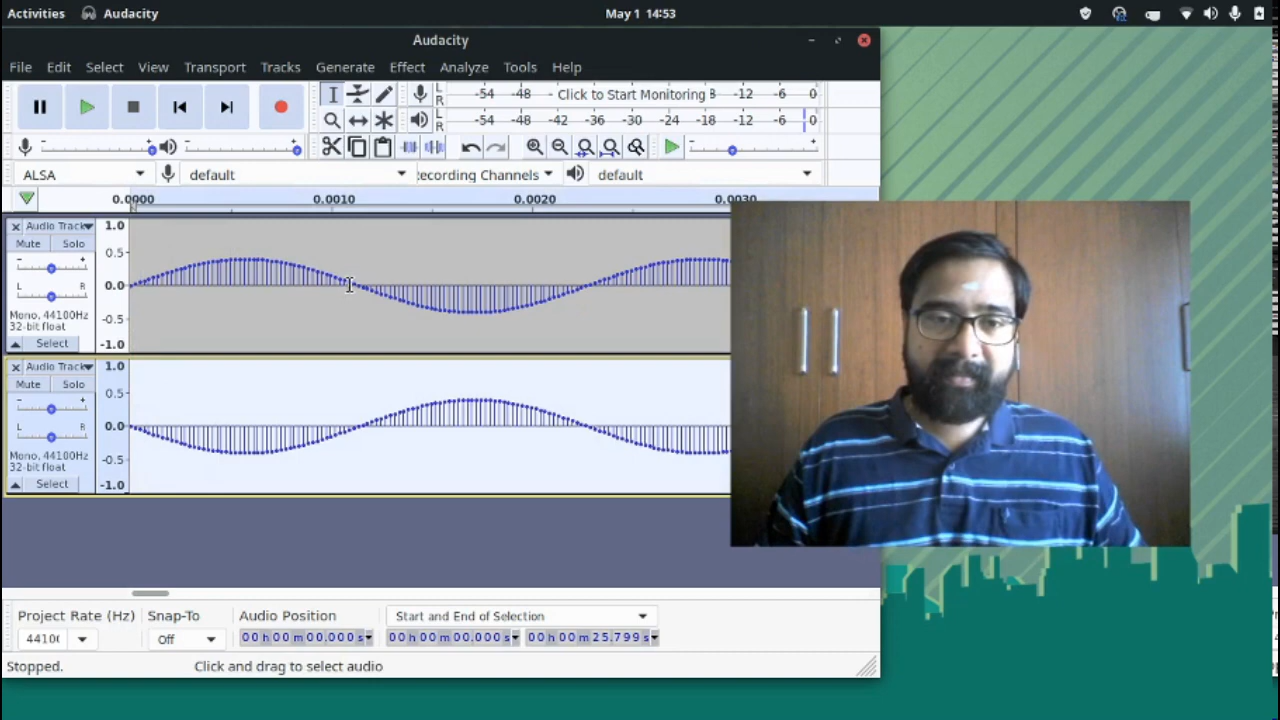 Activities Audacity May 1 14:53
Audacity
File Edit Select View Transport Tracks Generate Effect Analyze Tools Help
L -54 -48 - Click to Start Monitoring -12 -6 0
R
L -54 -48 -42 -36 -30 -24 -18 -12 -6 0
R
- + - + - +
ALSA default ecording Channels default
0.0000 0.0010 0.0020 0.0030
Audio Track 1.0
Mute Solo
0.5
- +
L R 0.0
Mono, 44100Hz
32-bit float -0.5
Select -1.0
Audio Track 1.0
Mute Solo
0.5
- +
L R 0.0
Mono, 44100Hz
32-bit float -0.5
Select -1.0
Project Rate (Hz) Snap-To Audio Position Start and End of Selection
4410 Off 00 h 00 m 00.000 s 00 h 00 m 00.000 s 00 h 00 m 25.799 s
Stopped. Click and drag to select audio